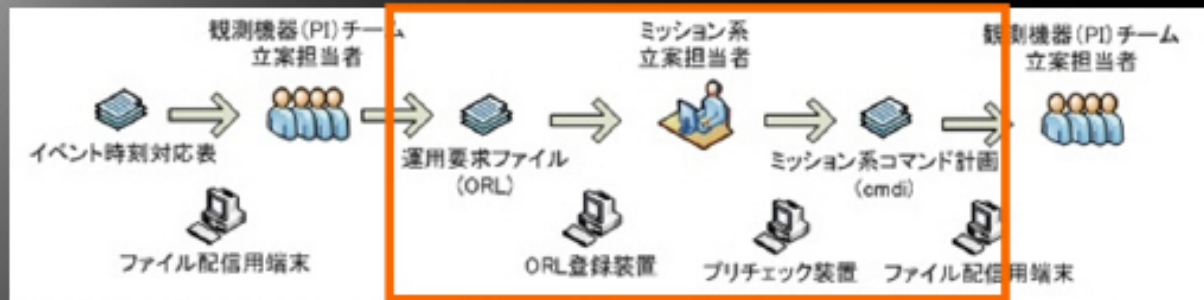 観測機器(PI)チーム
立案担当者
ミッション系
立案担当者
観測機器(PI)チーム
立案担当者
イベント時刻対応表
運用要求ファイル
(ORL)
ミッション系コマンド計画
(cmdi)
ファイル配信用端末
ORL登録装置
プリチェック装置
ファイル配信用端末